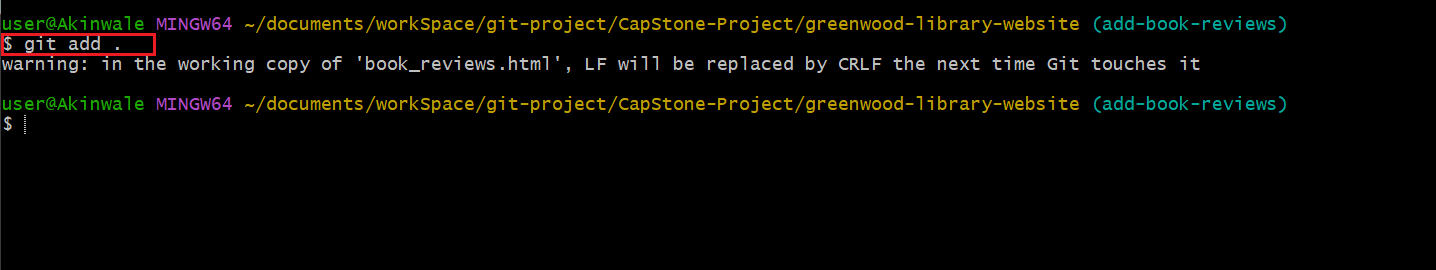 user@Akinwale MINGW64 ~/documents/workSpace/git-project/CapStone-Project/greenwood-library-website (add-book-reviews)
$ git add .
warning: in the working copy of 'book_reviews.html', LF will be replaced by CRLF the next time Git touches it
user@Akinwale MINGW64 ~/documents/workSpace/git-project/CapStone-Project/greenwood-library-website (add-book-reviews)
$